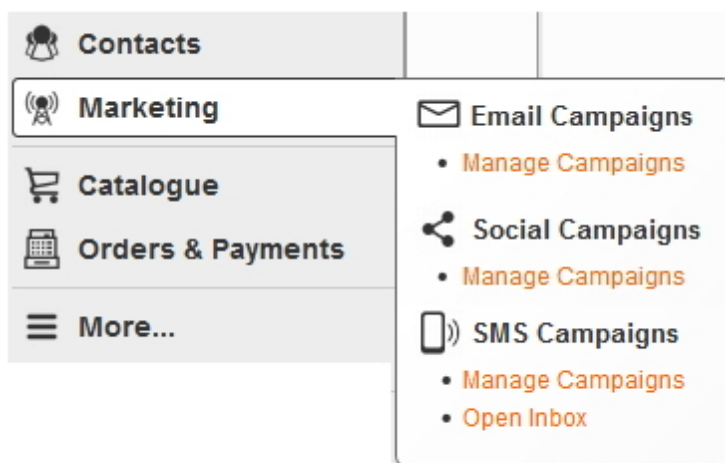 Contacts
Marketing
Catalogue
Orders & Payments
More...
Email Campaigns
• Manage Campaigns
Social Campaigns
• Manage Campaigns
SMS Campaigns
• Manage Campaigns
• Open Inbox